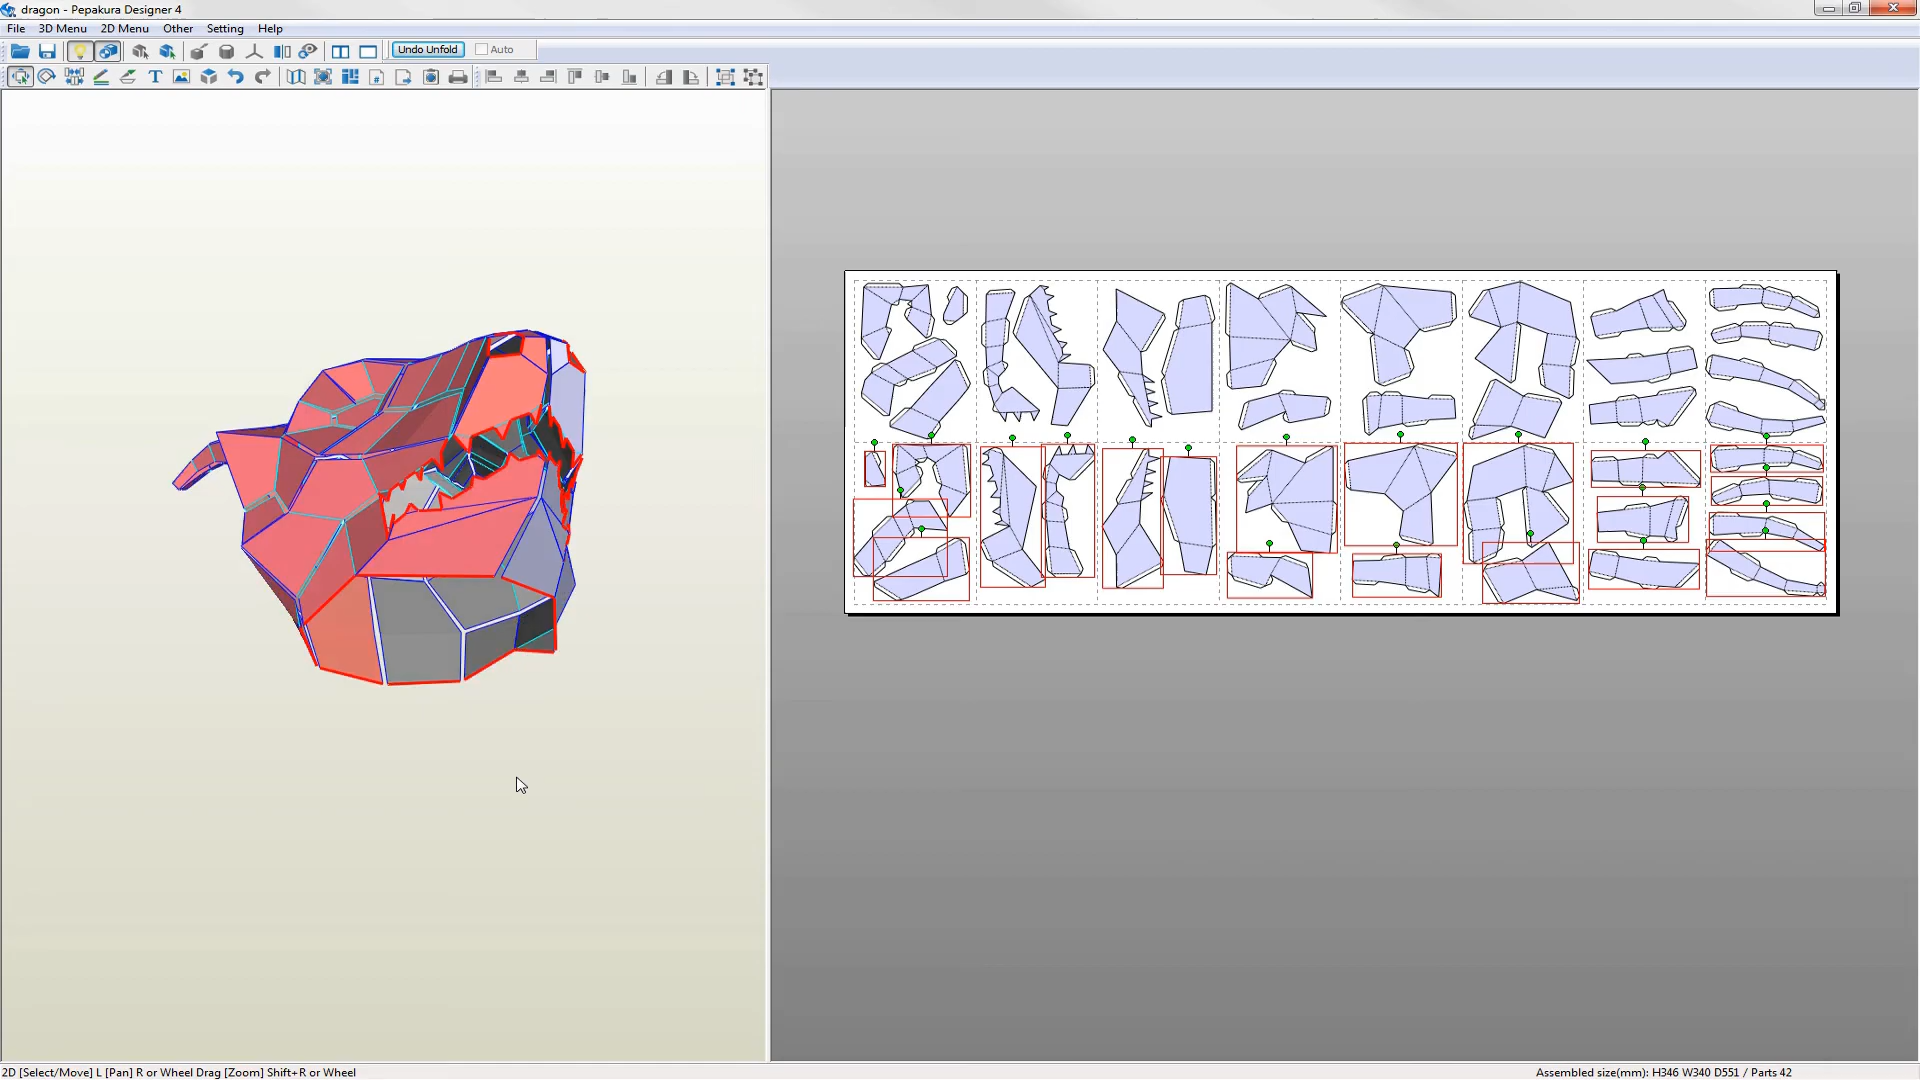 dragon - Pepakura Designer 4
File 3D Menu 2D Menu Other Setting Help
Undo Unfold Auto
2D [Select/Move] L [Pan] R or Wheel Drag [Zoom] Shift+R or Wheel
Assembled size(mm): H346 W340 D551 / Parts 42